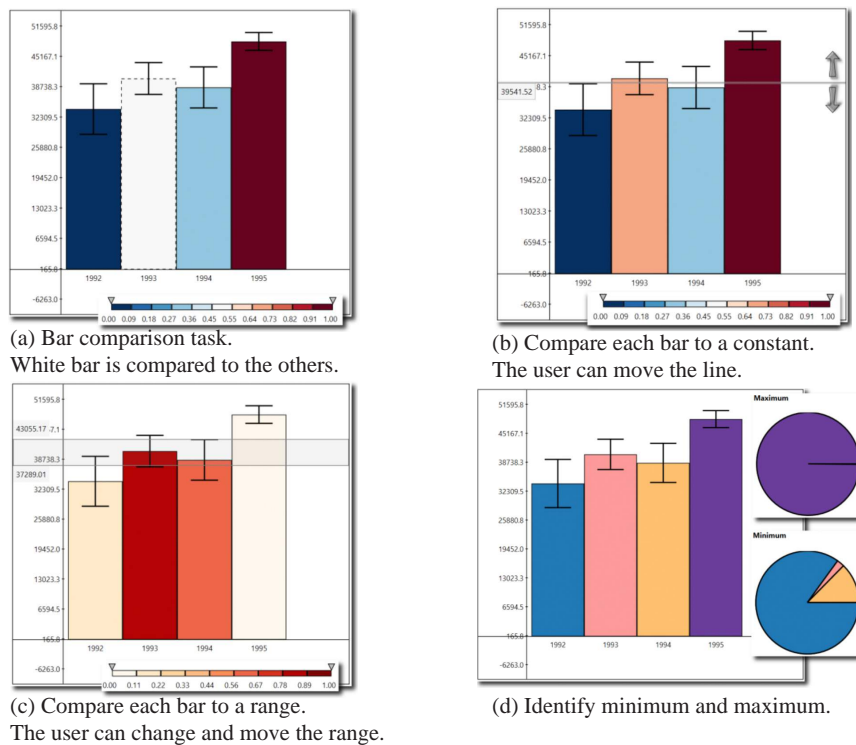 51595.8
45167.1
38738.3
32309.5
25880.8
19452.0
13023.3
6594.5
165.8
-6263.0
1992 1993 1994 1995
0.00 0.09 0.18 0.27 0.36 0.45 0.55 0.64 0.73 0.82 0.91 1.00
(a) Bar comparison task.
White bar is compared to the others.
51595.8
45167.1
8.3
39541.52
32309.5
25880.8
19452.0
13023.3
6594.5
165.8
-6263.0
1992 1993 1994 1995
0.00 0.09 0.18 0.27 0.36 0.45 0.55 0.64 0.73 0.82 0.91 1.00
(b) Compare each bar to a constant.
The user can move the line.
51595.8
43055.17 7.1
38738.3
37289.01
32309.5
25880.8
19452.0
13023.3
6594.5
165.8
-6263.0
1992 1993 1994 1995
0.00 0.11 0.22 0.33 0.44 0.56 0.67 0.78 0.89 1.00
(c) Compare each bar to a range.
The user can change and move the range.
51595.8
45167.1
38738.3
32309.5
25880.8
19452.0
13023.3
6594.5
165.8
-6263.0
1992 1993 1994 1995
Maximum
Minimum
(d) Identify minimum and maximum.